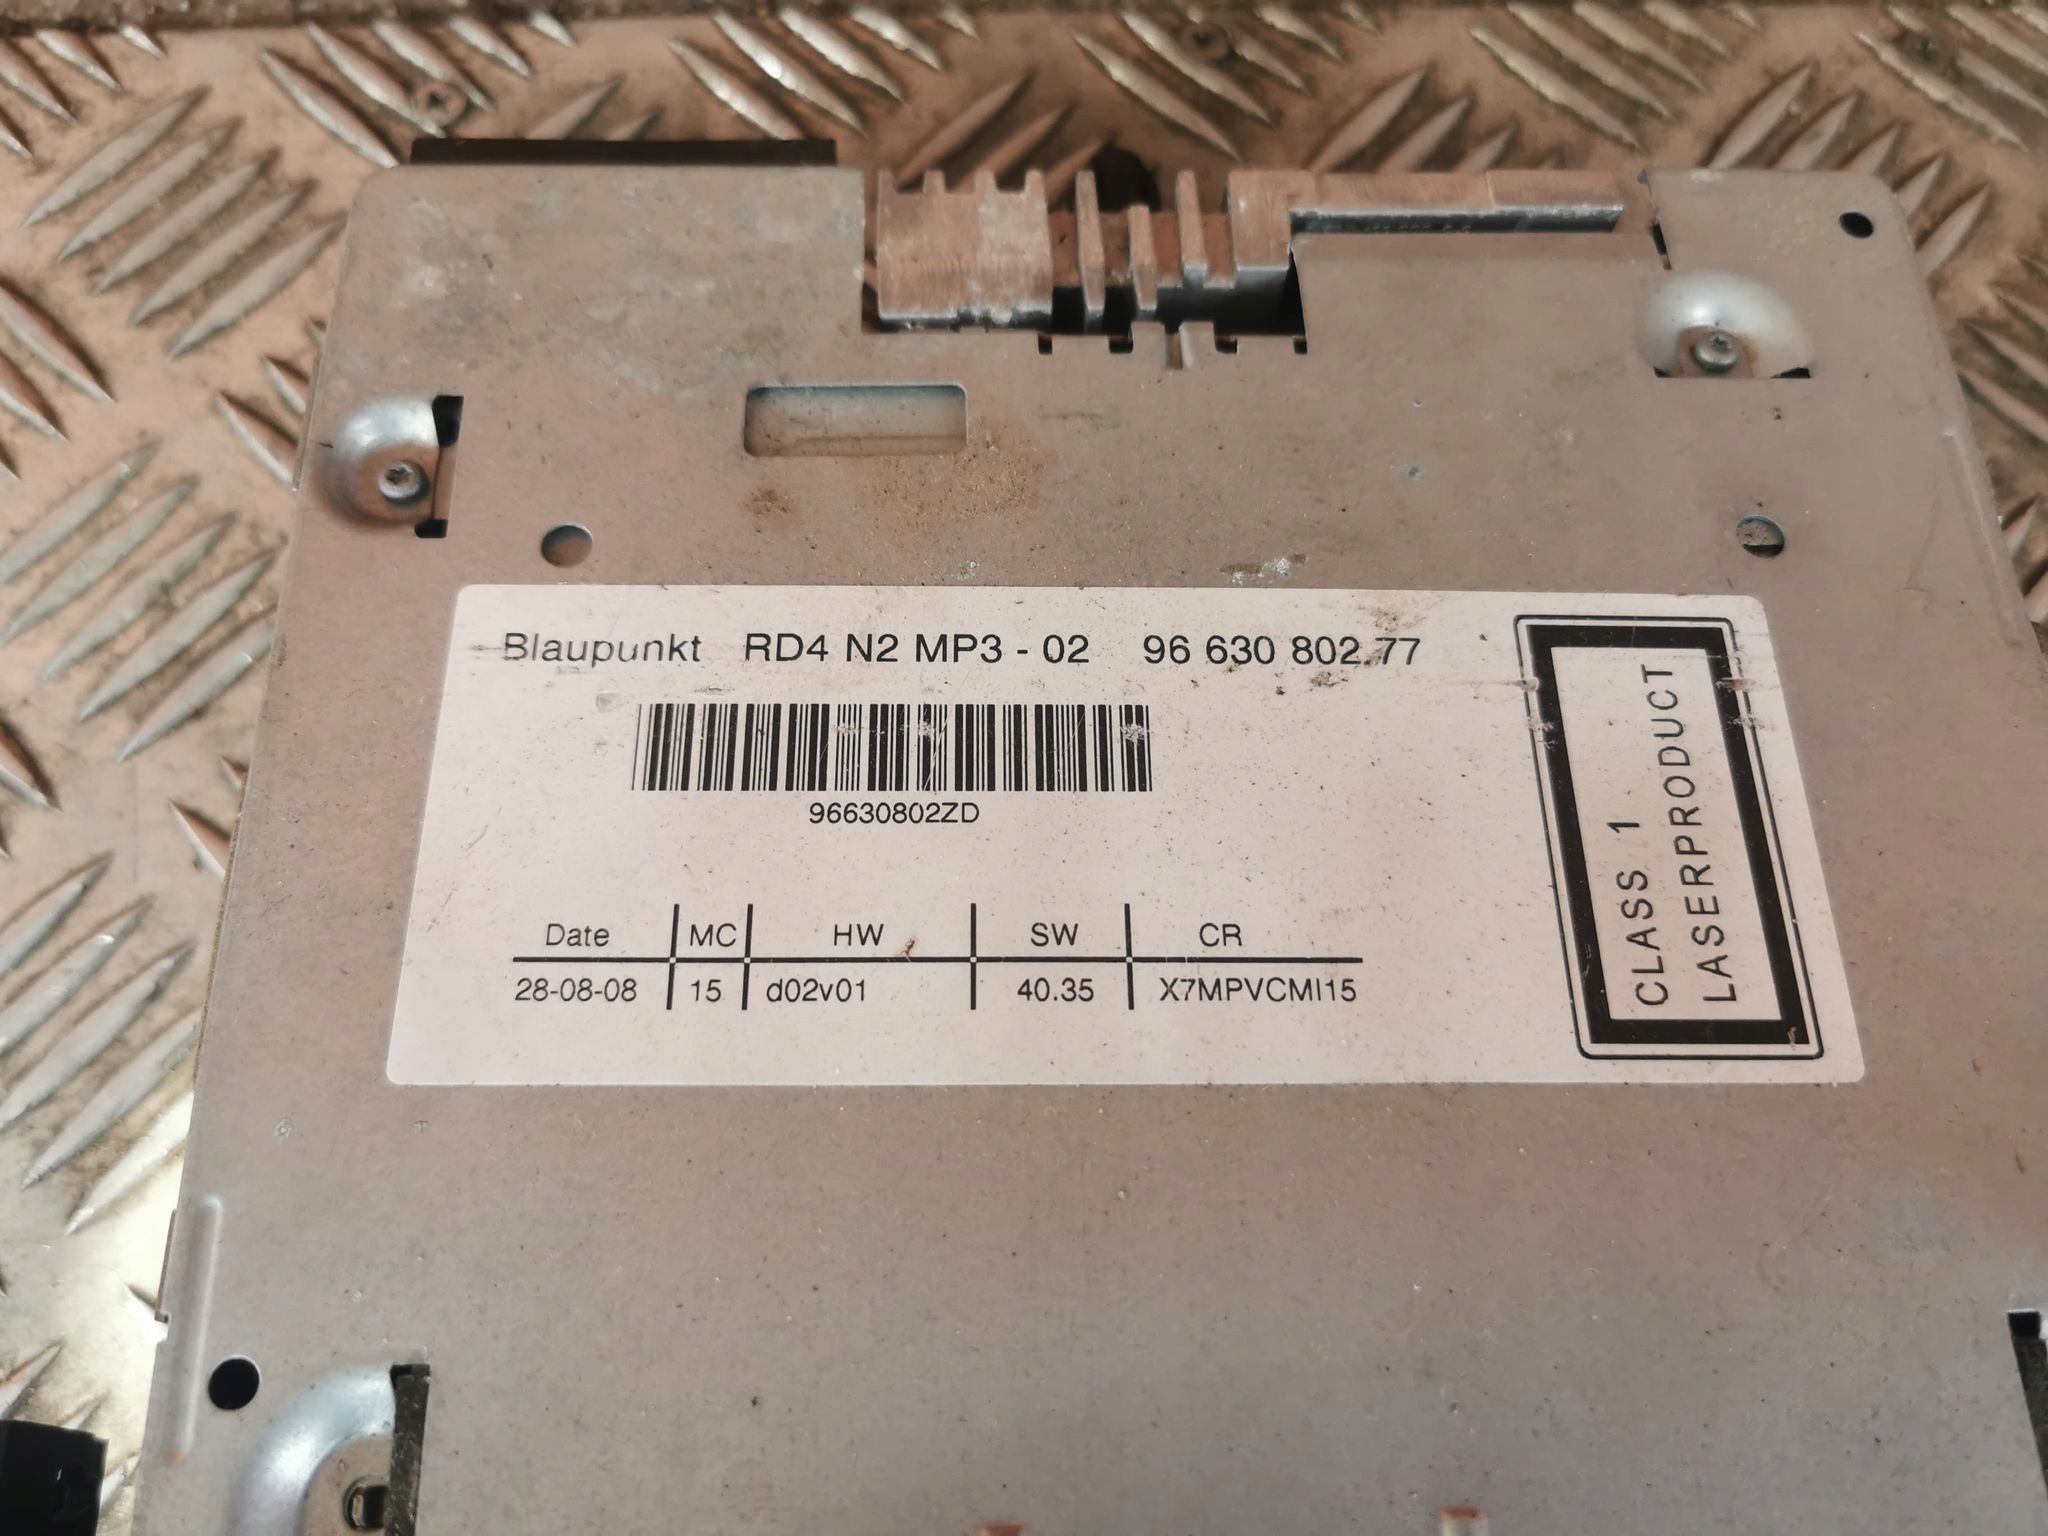 Blaupunkt RD4 N2 MP3 - 02 96 630 802 77
96630802ZD
Date MC HW SW CR
28-08-08 15 d02v01 40.35 X7MPVCMI15
CLASS 1
LASERPRODUCT